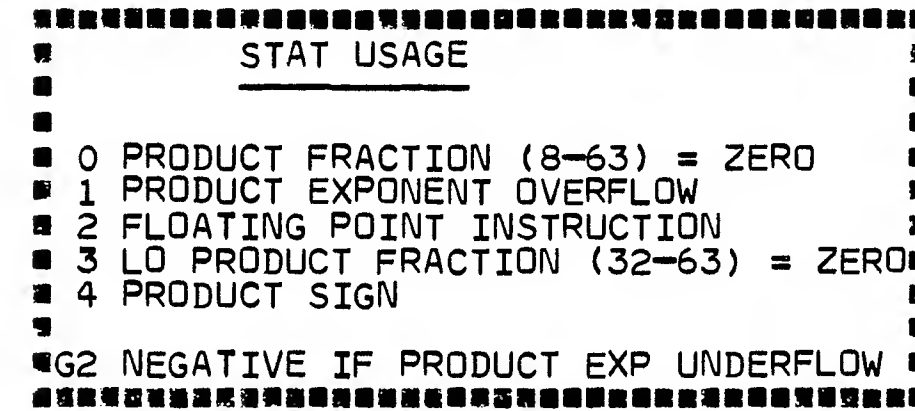 STAT USAGE
0 PRODUCT FRACTION (8-63) = ZERO
1 PRODUCT EXPONENT OVERFLOW
2 FLOATING POINT INSTRUCTION
3 LO PRODUCT FRACTION (32-63) = ZERO
4 PRODUCT SIGN
G2 NEGATIVE IF PRODUCT EXP UNDERFLOW